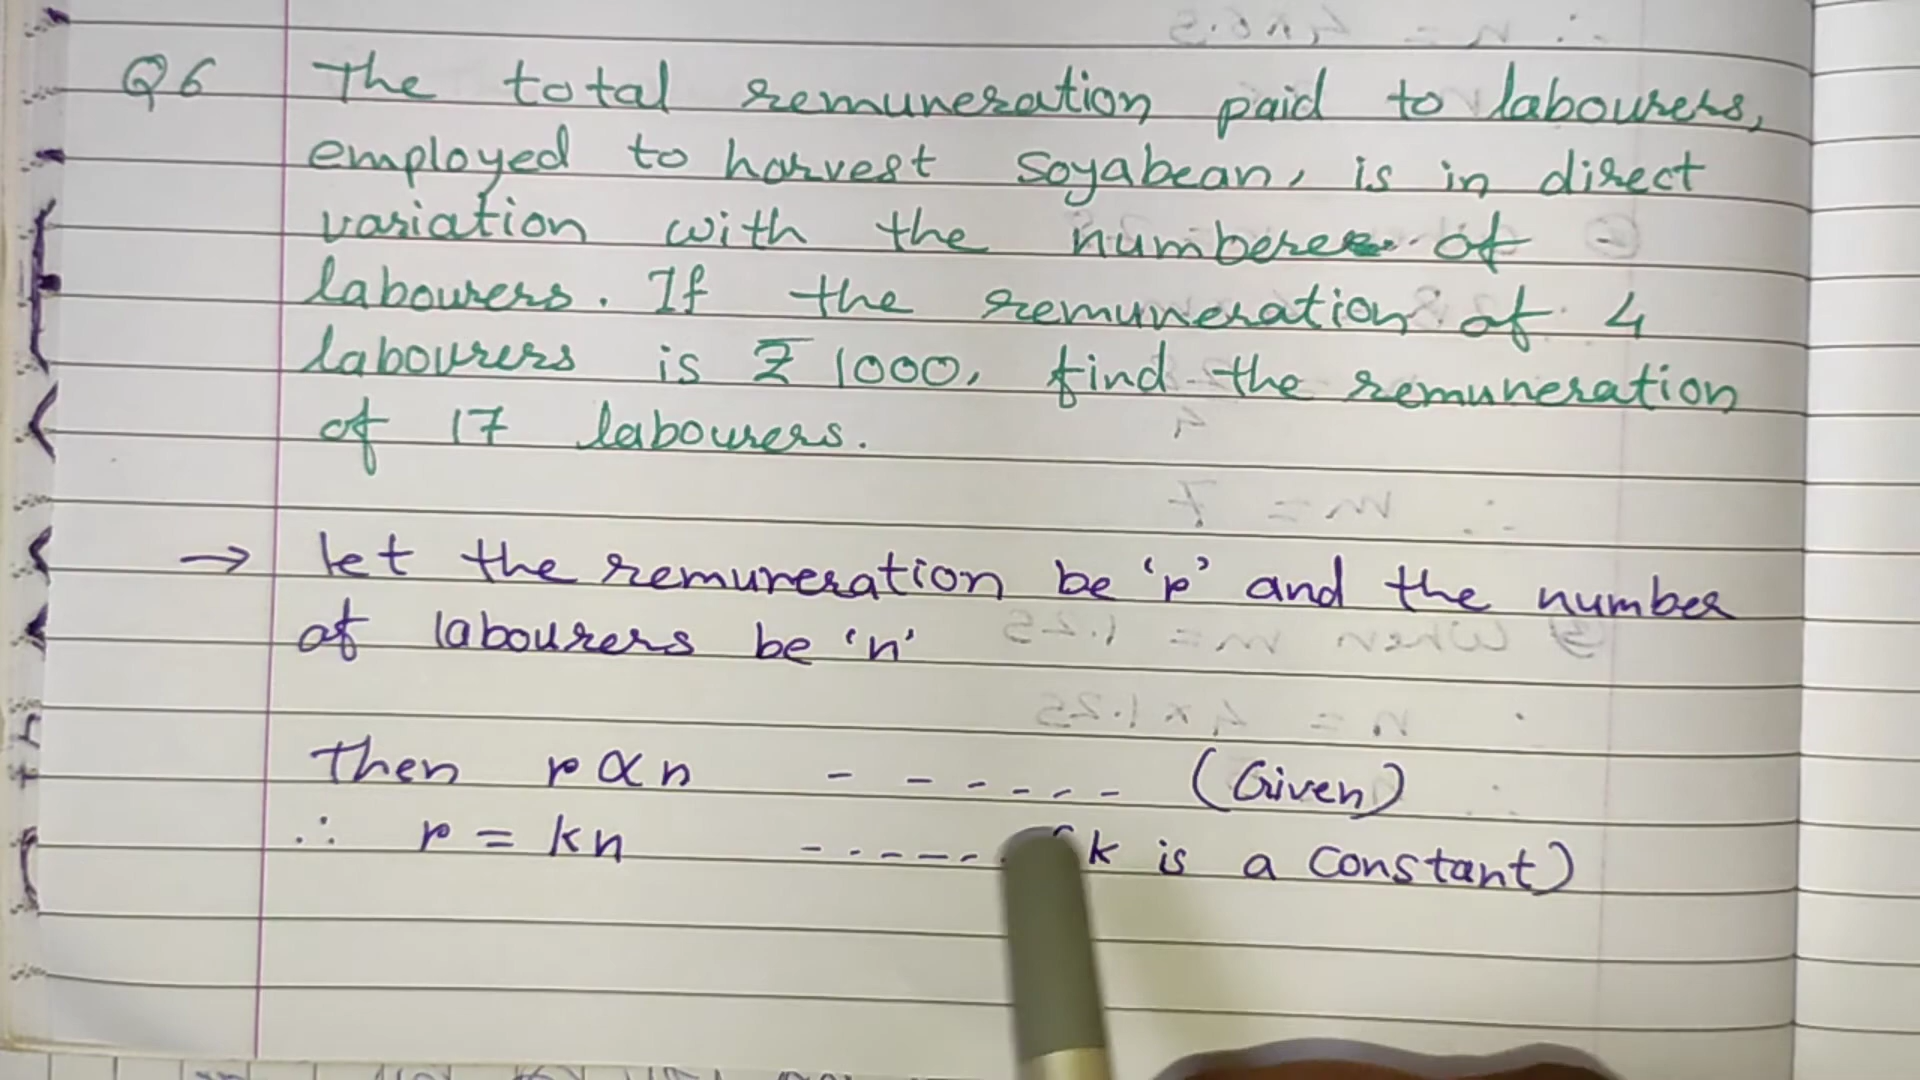 Q6 The total remuneration paid to labourers,
employed to harvest soyabean, is in direct
variation with the number of
labourers. If the remuneration of 4
labourers is ₹ 1000, find the remuneration
of 17 labourers.
→ let the remuneration be 'r' and the number
of labourers be 'n'
Then r ∝ n ------ (Given)
∴ r = kn ------ (k is a constant)